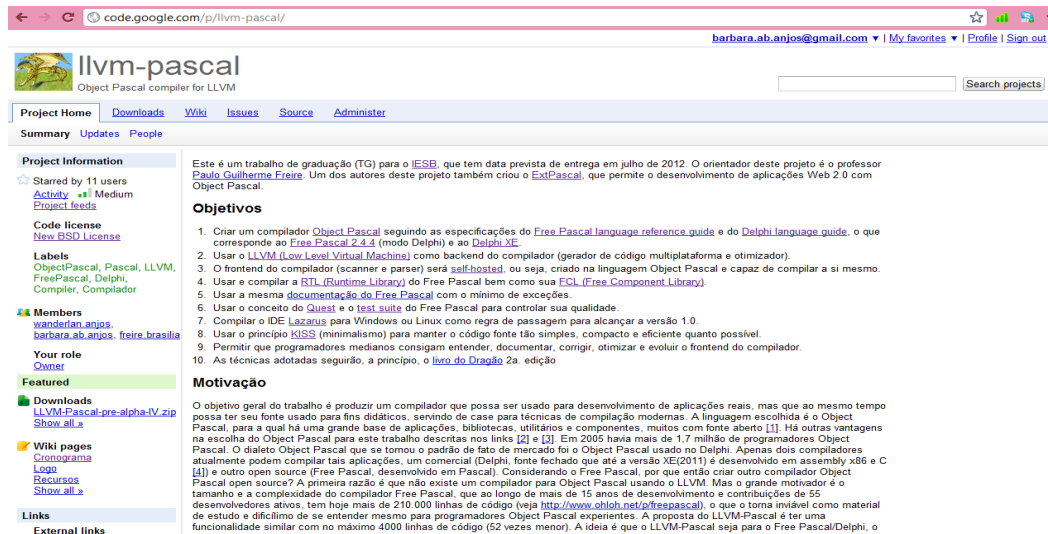 code.google.com/p/llvm-pascal/
barbara.ab.anjos@gmail.com ▼ | My favorites ▼ | Profile | Sign out
llvm-pascal
Object Pascal compiler for LLVM
Search projects
Project Home Downloads Wiki Issues Source Administer
Summary Updates People
Project Information
Starred by 11 users
Activity Medium
Project feeds
Code license
New BSD License
Labels
ObjectPascal, Pascal, LLVM,
FreePascal, Delphi,
Compiler, Compilador
Members
wanderlan.anjos,
barbara.ab.anjos, freire.brasilia
Your role
Owner
Featured
Downloads
LLVM-Pascal-pre-alpha-IV.zip
Show all »
Wiki pages
Cronograma
Logo
Recursos
Show all »
Links
External links
Este é um trabalho de graduação (TG) para o IESB, que tem data prevista de entrega em julho de 2012. O orientador deste projeto é o professor
Paulo Guilherme Freire. Um dos autores deste projeto também criou o ExtPascal, que permite o desenvolvimento de aplicações Web 2.0 com
Object Pascal.
Objetivos
1. Criar um compilador Object Pascal seguindo as especificações do Free Pascal language reference guide e do Delphi language guide, o que
corresponde ao Free Pascal 2.4.4 (modo Delphi) e ao Delphi XE.
2. Usar o LLVM (Low Level Virtual Machine) como backend do compilador (gerador de código multiplataforma e otimizador).
3. O frontend do compilador (scanner e parser) será self-hosted, ou seja, criado na linguagem Object Pascal e capaz de compilar a si mesmo.
4. Usar e compilar a RTL (Runtime Library) do Free Pascal bem como sua FCL (Free Component Library).
5. Usar a mesma documentação do Free Pascal com o mínimo de exceções.
6. Usar o conceito do Quest e o test suite do Free Pascal para controlar sua qualidade.
7. Compilar o IDE Lazarus para Windows ou Linux como regra de passagem para alcançar a versão 1.0.
8. Usar o princípio KISS (minimalismo) para manter o código fonte tão simples, compacto e eficiente quanto possível.
9. Permitir que programadores medianos consigam entender, documentar, corrigir, otimizar e evoluir o frontend do compilador.
10. As técnicas adotadas seguirão, a princípio, o livro do Dragão 2a. edição
Motivação
O objetivo geral do trabalho é produzir um compilador que possa ser usado para desenvolvimento de aplicações reais, mas que ao mesmo tempo
possa ter seu fonte usado para fins didáticos, servindo de case para técnicas de compilação modernas. A linguagem escolhida é o Object
Pascal, para a qual há uma grande base de aplicações, bibliotecas, utilitários e componentes, muitos com fonte aberto [1]. Há outras vantagens
na escolha do Object Pascal para este trabalho descritas nos links [2] e [3]. Em 2005 havia mais de 1,7 milhão de programadores Object
Pascal. O dialeto Object Pascal que se tornou o padrão de fato de mercado foi o Object Pascal usado no Delphi. Apenas dois compiladores
atualmente podem compilar tais aplicações, um comercial (Delphi, fonte fechado que até a versão XE(2011) é desenvolvido em assembly x86 e C
[4]) e outro open source (Free Pascal, desenvolvido em Pascal). Considerando o Free Pascal, por que então criar outro compilador Object
Pascal open source? A primeira razão é que não existe um compilador para Object Pascal usando o LLVM. Mas o grande motivador é o
tamanho e a complexidade do compilador Free Pascal, que ao longo de mais de 15 anos de desenvolvimento e contribuições de 55
desenvolvedores ativos, tem hoje mais de 210.000 linhas de código (veja http://www.ohloh.net/p/freepascal), o que o torna inviável como material
de estudo e dificílimo de se entender mesmo para programadores Object Pascal experientes. A proposta do LLVM-Pascal é ter uma
funcionalidade similar com no máximo 4000 linhas de código (52 vezes menor). A ideia é que o LLVM-Pascal seja para o Free Pascal/Delphi, o